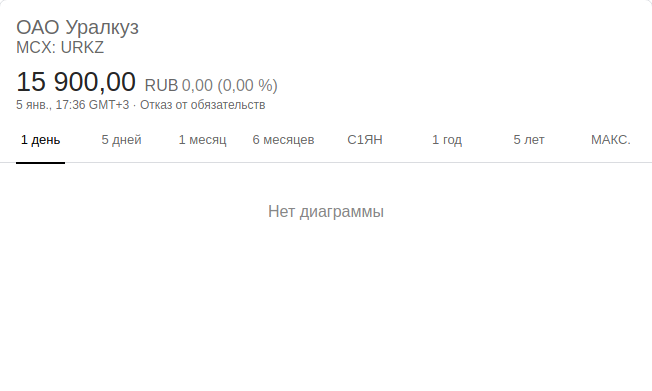 ОАО Уралкуз
MCX: URKZ
15 900,00 RUB 0,00 (0,00 %)
5 янв., 17:36 GMT+3 · Отказ от обязательств
1 день 5 дней 1 месяц 6 месяцев С1ЯН 1 год 5 лет МАКС.
Нет диаграммы